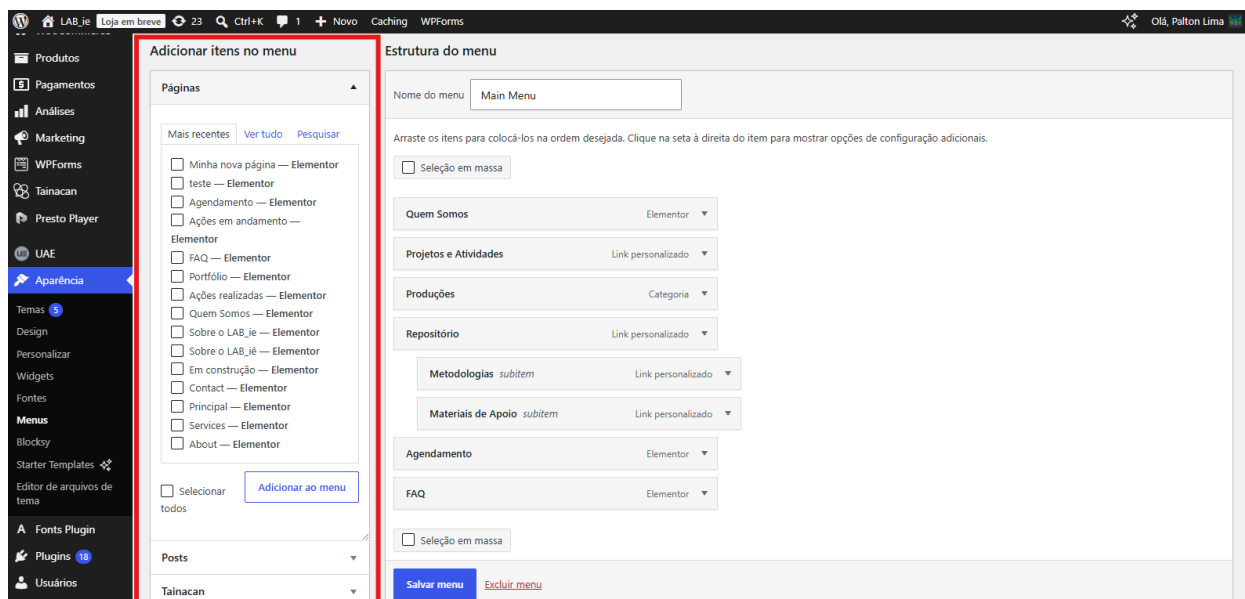 LAB_ie Loja em breve 23 Ctrl+K 1 Novo Caching WPForms Olá, Palton Lima
Produtos
Pagamentos
Análises
Marketing
WPForms
Tainacan
Presto Player
UAE
Aparência
Temas 5
Design
Personalizar
Widgets
Fontes
Menus
Blocksy
Starter Templates
Editor de arquivos de
tema
Fonts Plugin
Plugins 18
Usuários
Adicionar itens no menu
Páginas
Mais recentes Ver tudo Pesquisar
Minha nova página — Elementor
teste — Elementor
Agendamento — Elementor
Ações em andamento —
Elementor
FAQ — Elementor
Portfólio — Elementor
Ações realizadas — Elementor
Quem Somos — Elementor
Sobre o LAB_ie — Elementor
Sobre o LAB_iê — Elementor
Em construção — Elementor
Contact — Elementor
Principal — Elementor
Services — Elementor
About — Elementor
Selecionar
todos
Adicionar ao menu
Posts
Tainacan
Estrutura do menu
Nome do menu Main Menu
Arraste os itens para colocá-los na ordem desejada. Clique na seta à direita do item para mostrar opções de configuração adicionais.
Seleção em massa
Quem Somos Elementor
Projetos e Atividades Link personalizado
Produções Categoria
Repositório Link personalizado
Metodologias subitem Link personalizado
Materiais de Apoio subitem Link personalizado
Agendamento Elementor
FAQ Elementor
Seleção em massa
Salvar menu Excluir menu